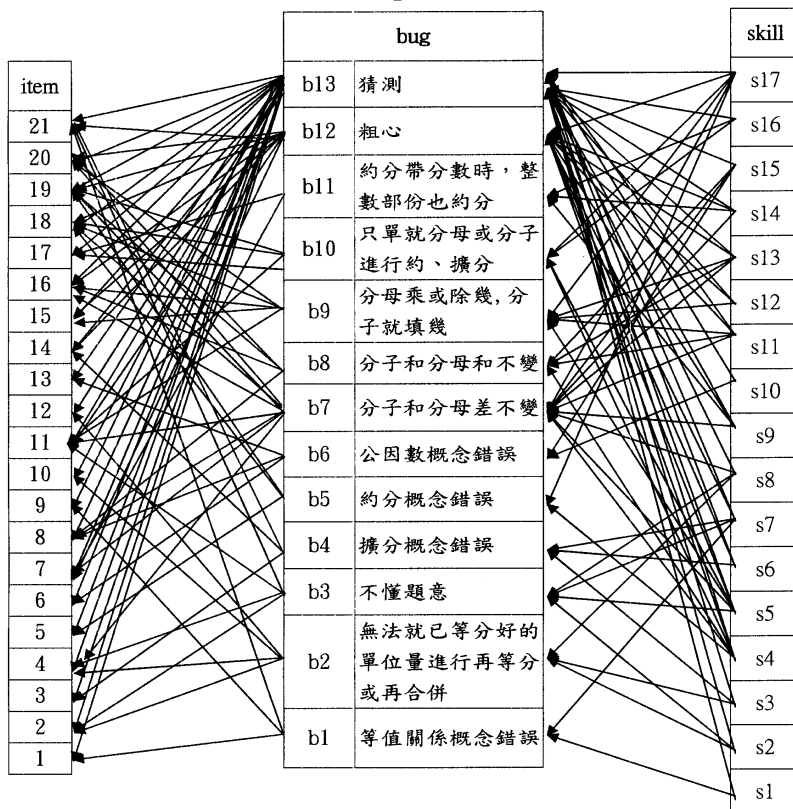 item
21
20
19
18
17
16
15
14
13
12
11
10
9
8
7
6
5
4
3
2
1
bug
b13 猜測
b12 粗心
b11 約分帶分數時，整
數部份也約分
b10 只單就分母或分子
進行約、擴分
b9 分母乘或除幾,分
子就填幾
b8 分子和分母和不變
b7 分子和分母差不變
b6 公因數概念錯誤
b5 約分概念錯誤
b4 擴分概念錯誤
b3 不懂題意
b2 無法就已等分好的
單位量進行再等分
或再合併
b1 等值關係概念錯誤
skill
s17
s16
s15
s14
s13
s12
s11
s10
s9
s8
s7
s6
s5
s4
s3
s2
s1